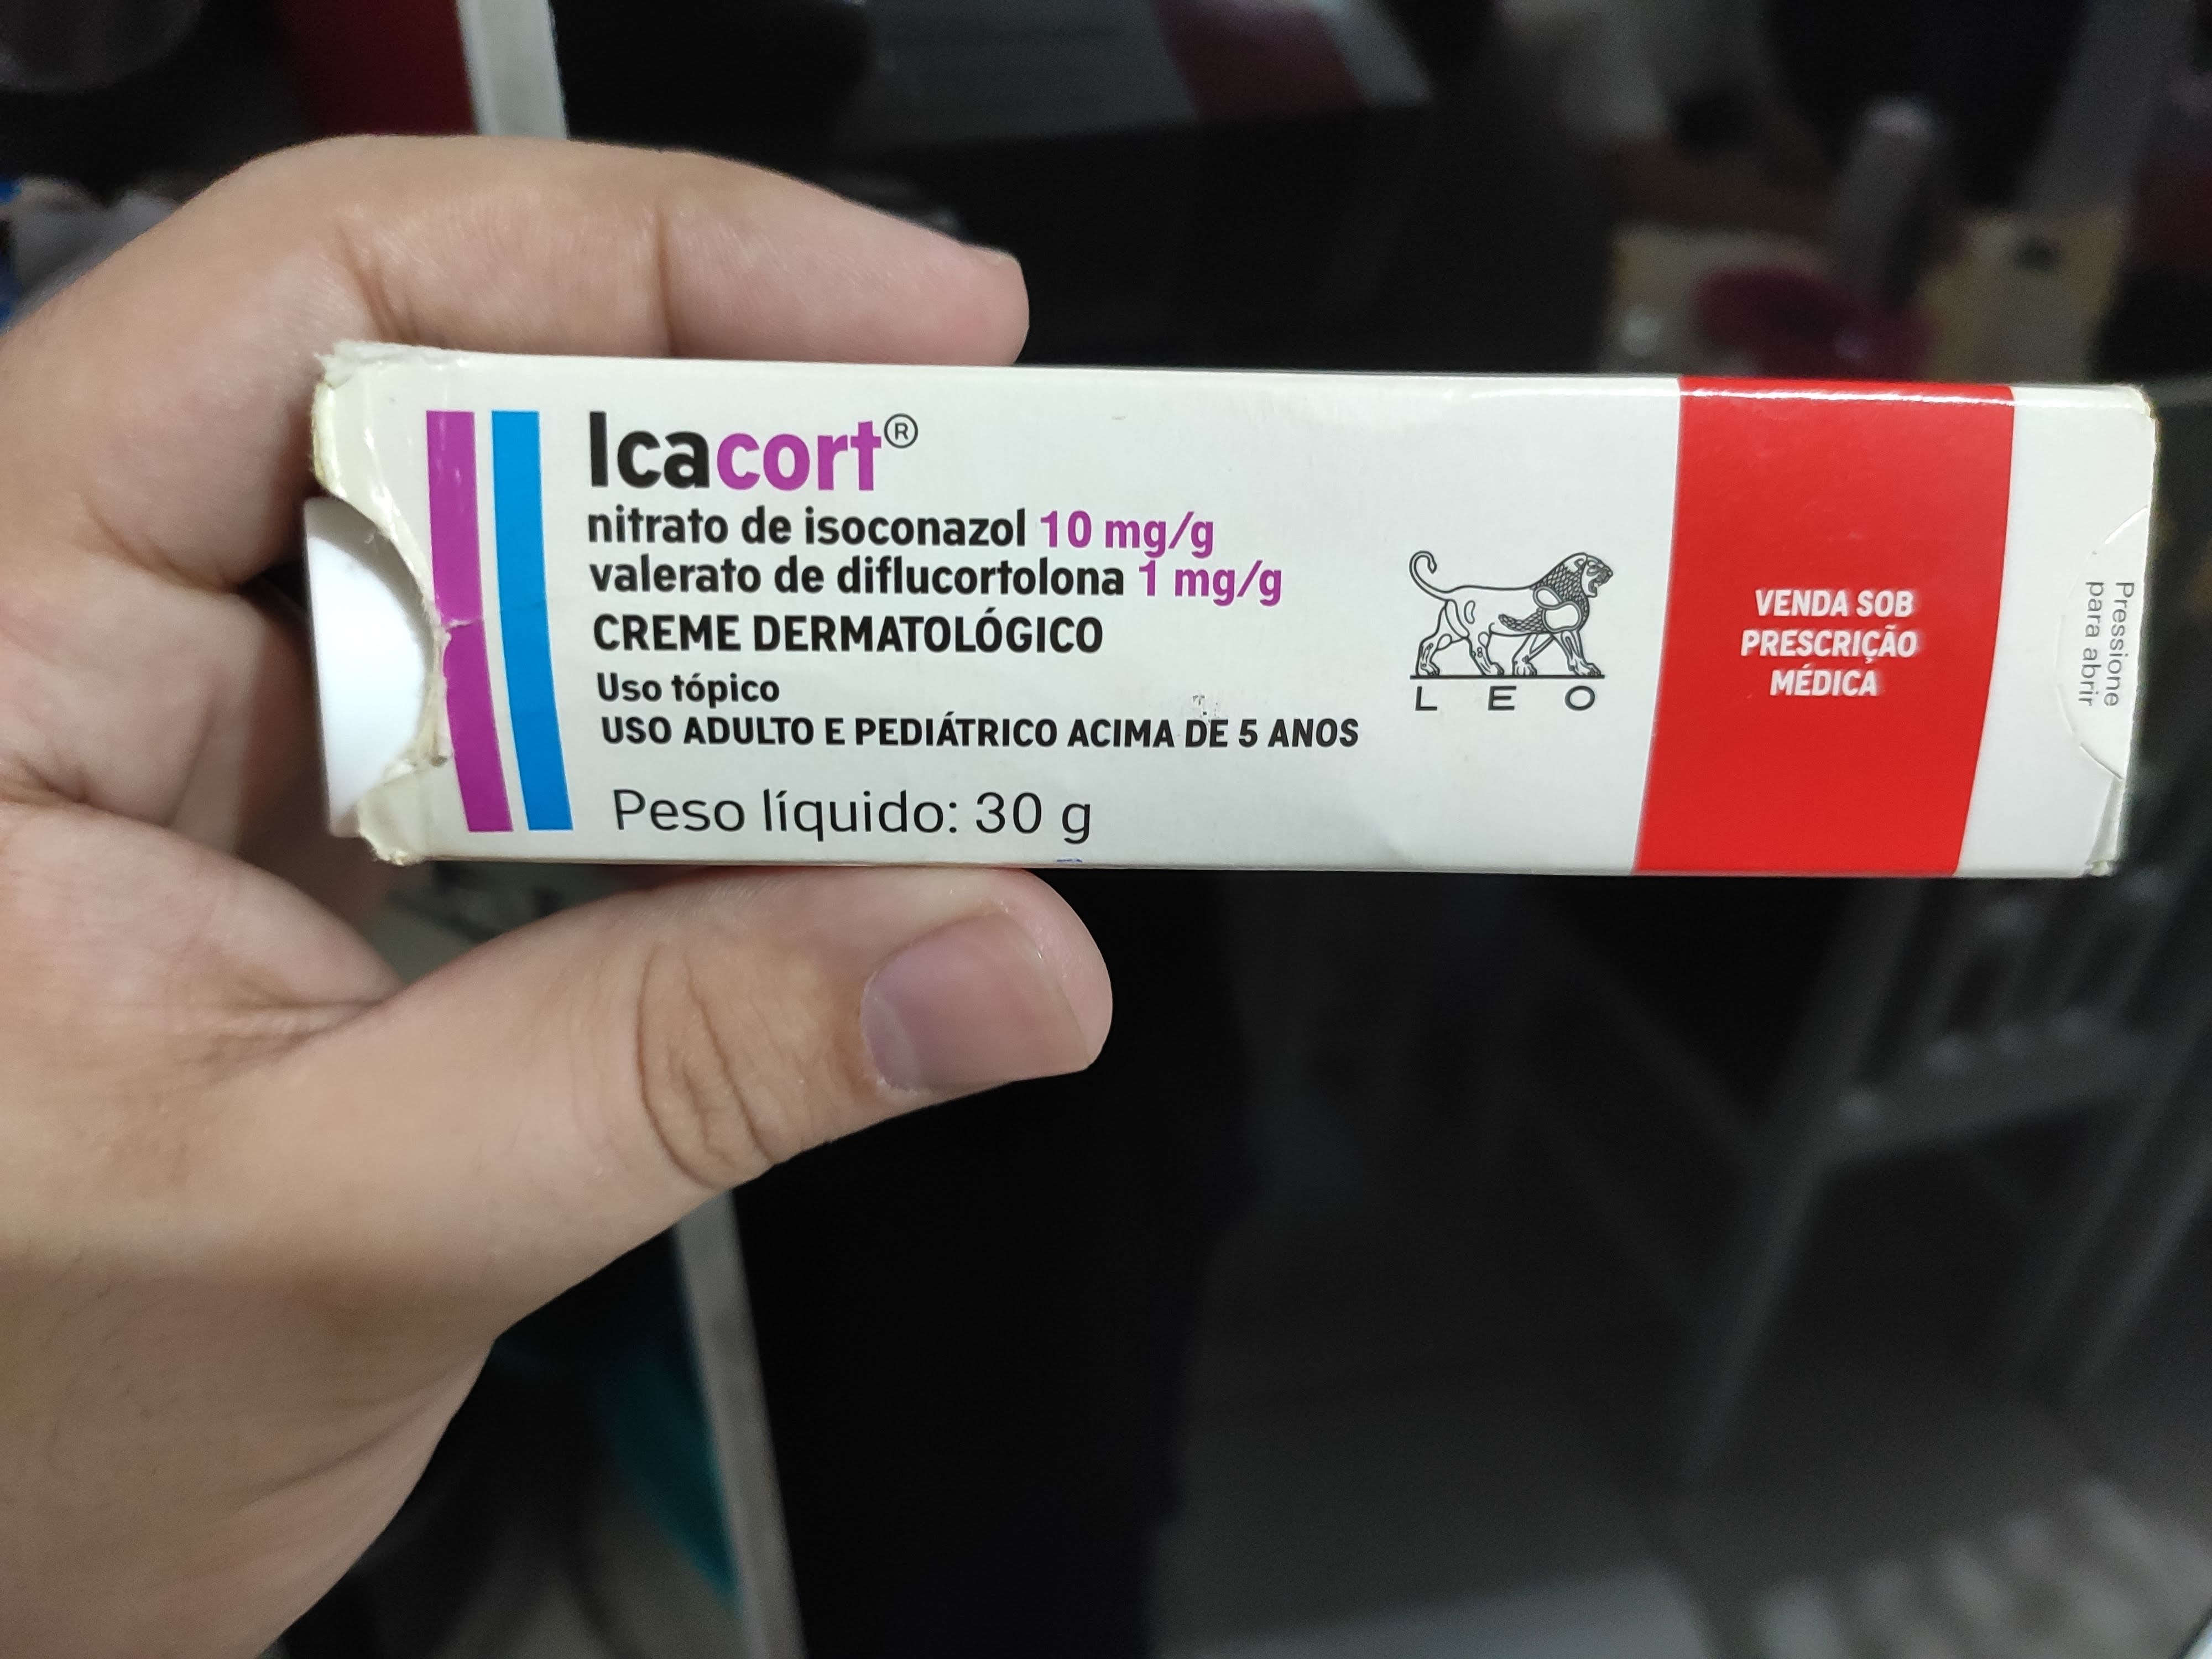 Icacort®
nitrato de isoconazol 10 mg/g
valerato de diflucortolona 1 mg/g
CREME DERMATOLÓGICO
Uso tópico
USO ADULTO E PEDIÁTRICO ACIMA DE 5 ANOS
Peso líquido: 30 g
L E O
VENDA SOB
PRESCRIÇÃO
MÉDICA
Pressione
para abrir